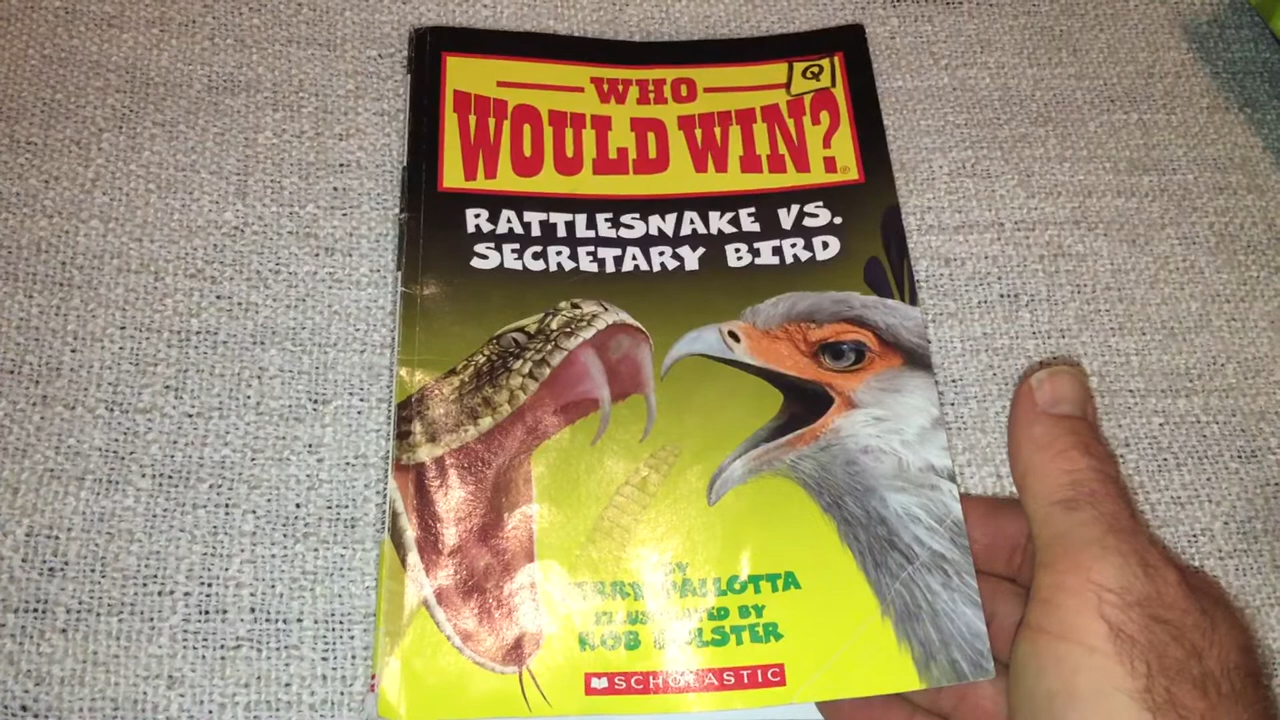 Q
WHO
WOULD WIN?®
RATTLESNAKE VS.
SECRETARY BIRD
BY
JERRY PALLOTTA
ILLUSTRATED BY
ROB BOLSTER
SCHOLASTIC